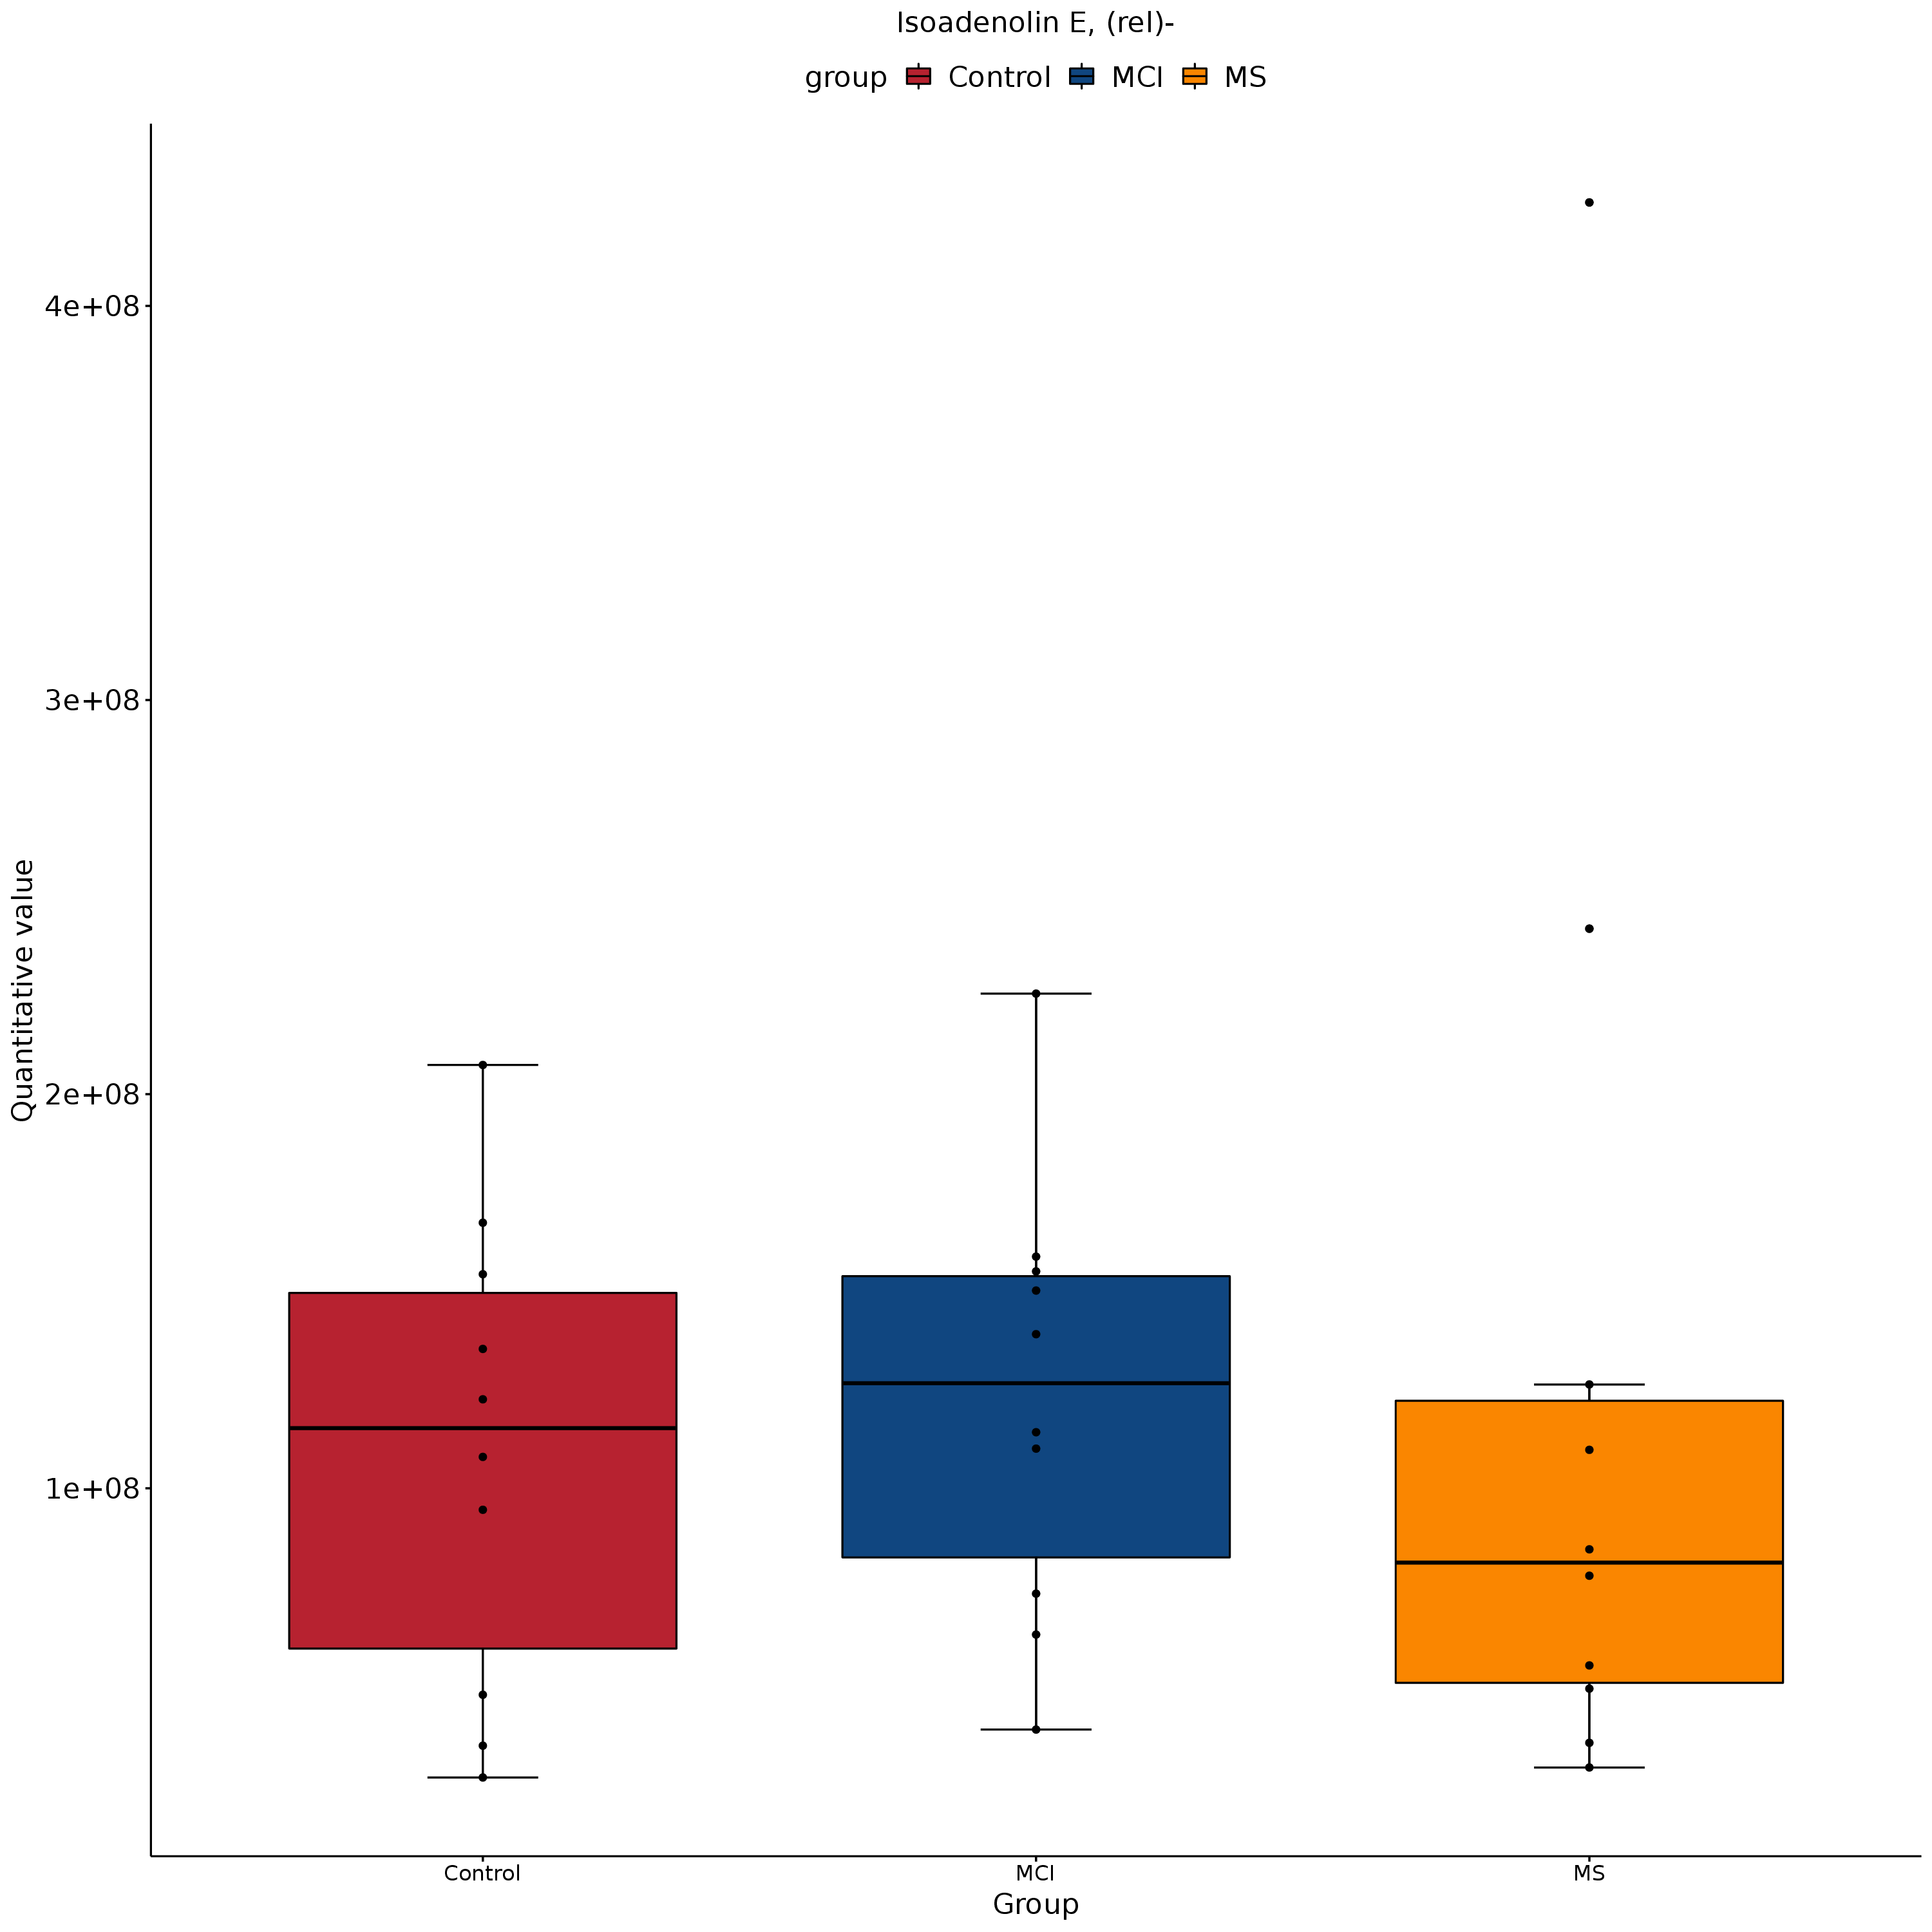 Isoadenolin E, (rel)-
group Control MCI MS
Quantitative value
4e+08
3e+08
2e+08
1e+08
Control MCI MS
Group